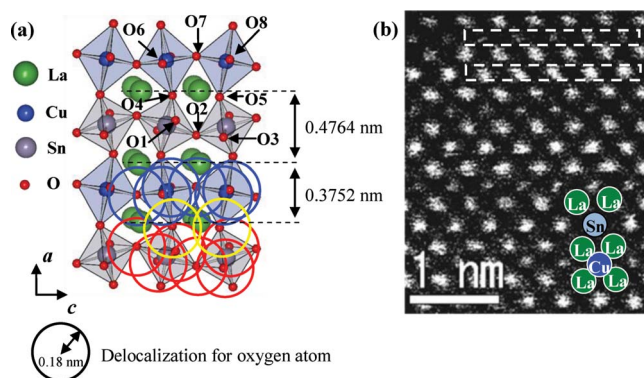 (a)
O6
O7
O8
La
Cu
Sn
O
O4
O5
O2
O1
O3
0.4764 nm
0.3752 nm
a
c
0.18 nm
Delocalization for oxygen atom
(b)
La
La
Sn
La
La
Cu
La
La
1 nm